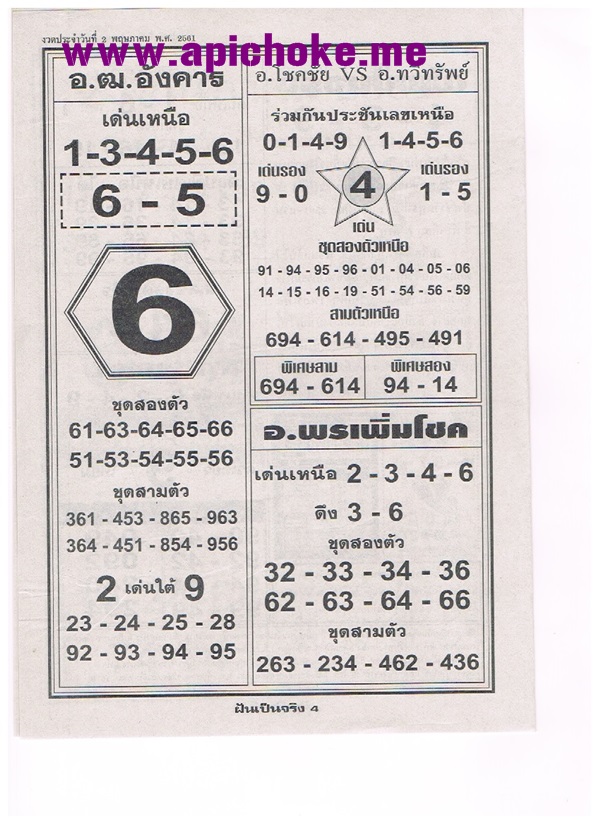 งวดประจำวันที่ 2 พฤษภาคม พ.ศ. 2561
www.apichoke.me
อ.ฒ.อังคาร
เด่นเหนือ
1-3-4-5-6
6 - 5
6
ชุดสองตัว
61-63-64-65-66
51-53-54-55-56
ชุดสามตัว
361 - 453 - 865 - 963
364 - 451 - 854 - 956
2 เด่นใต้ 9
23 - 24 - 25 - 28
92 - 93 - 94 - 95
อ.โชคชัย VS อ.ทวีทรัพย์
ร่วมกันประชันเลขเหนือ
0-1-4-9 1-4-5-6
เด่นรอง เด่นรอง
9 - 0 4 1 - 5
เด่น
ชุดสองตัวเหนือ
91 - 94 - 95 - 96 - 01 - 04 - 05 - 06
14 - 15 - 16 - 19 - 51 - 54 - 56 - 59
สามตัวเหนือ
694 - 614 - 495 - 491
พิเศษสาม พิเศษสอง
694 - 614 94 - 14
อ.พรเพิ่มโชค
เด่นเหนือ 2 - 3 - 4 - 6
ดึง 3 - 6
ชุดสองตัว
32 - 33 - 34 - 36
62 - 63 - 64 - 66
ชุดสามตัว
263 - 234 - 462 - 436
ฝันเป็นจริง 4